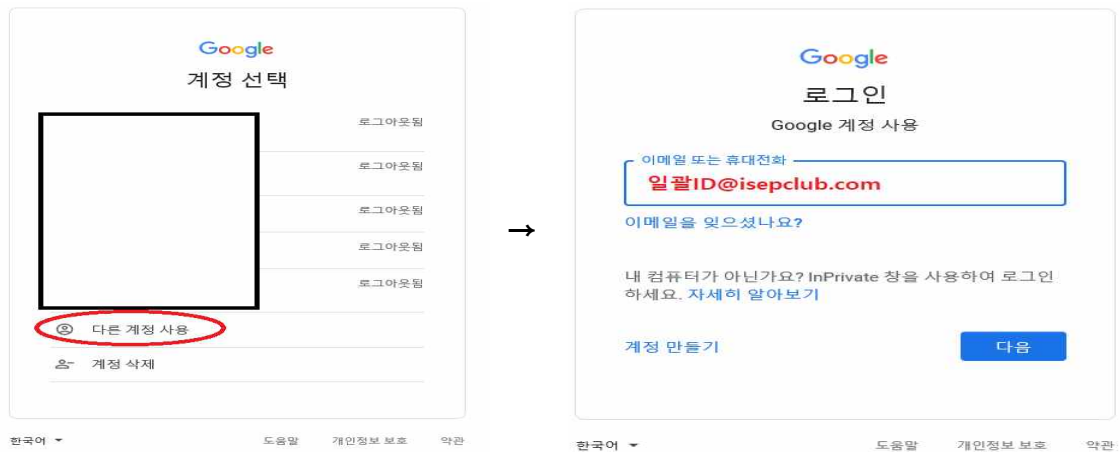 Google
계정 선택
로그아웃됨
로그아웃됨
로그아웃됨
로그아웃됨
로그아웃됨
다른 계정 사용
계정 삭제
한국어
도움말 개인정보 보호 약관
→
Google
로그인
Google 계정 사용
이메일 또는 휴대전화
일괄ID@isepclub.com
이메일을 잊으셨나요?
내 컴퓨터가 아닌가요? InPrivate 창을 사용하여 로그인
하세요. 자세히 알아보기
계정 만들기
다음
한국어
도움말 개인정보 보호 약관